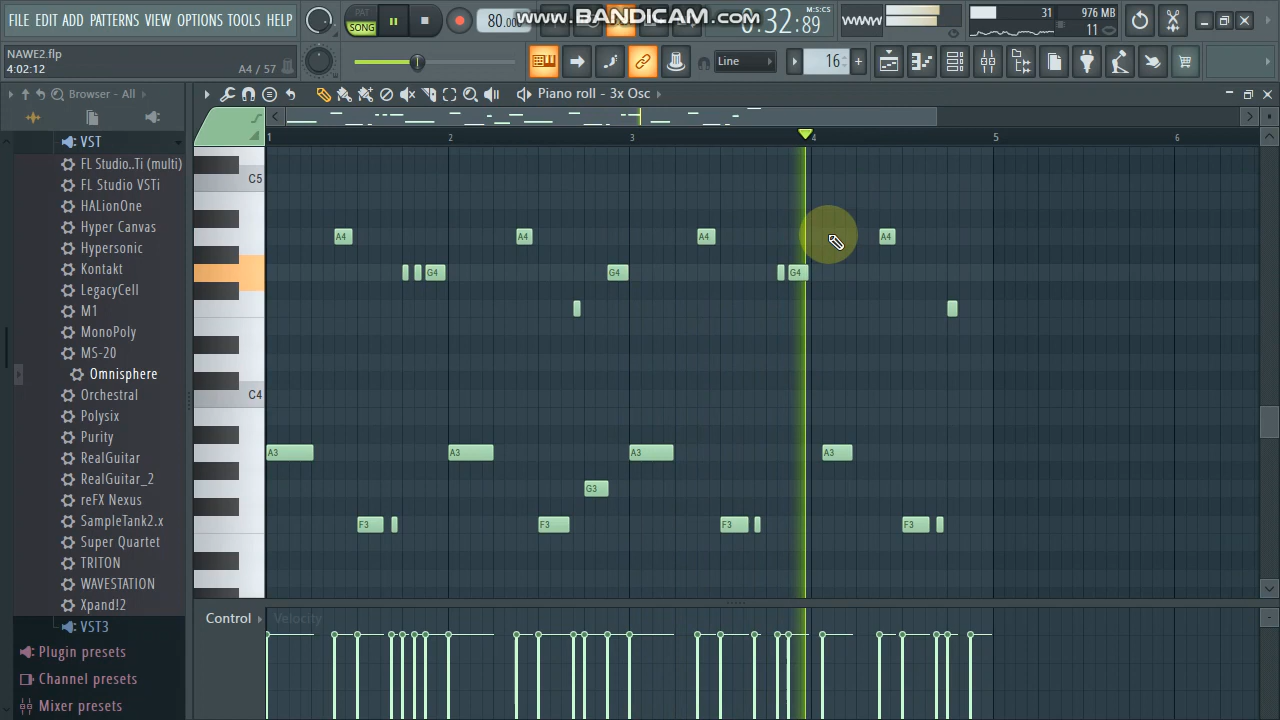 FILE EDIT ADD PATTERNS VIEW OPTIONS TOOLS HELP
PAT
SONG
80.00
www.BANDICAM.com
M:S:CS
0:32:89
31
976 MB
11
NAWE2.flp
4:02:12
A4 / 57
Line
16
Browser - All
Piano roll - 3x Osc
1 2 3 4 5 6
VST
FL Studio..Ti (multi)
FL Studio VSTi
HALionOne
Hyper Canvas
Hypersonic
Kontakt
LegacyCell
M1
MonoPoly
MS-20
Omnisphere
Orchestral
Polysix
Purity
RealGuitar
RealGuitar_2
reFX Nexus
SampleTank2.x
Super Quartet
TRITON
WAVESTATION
Xpand!2
VST3
Plugin presets
Channel presets
Mixer presets
C5
A4 A4 A4 A4
G4 G4 G4
C4
A3 A3 A3 A3
G3
F3 F3 F3 F3
Control
Velocity